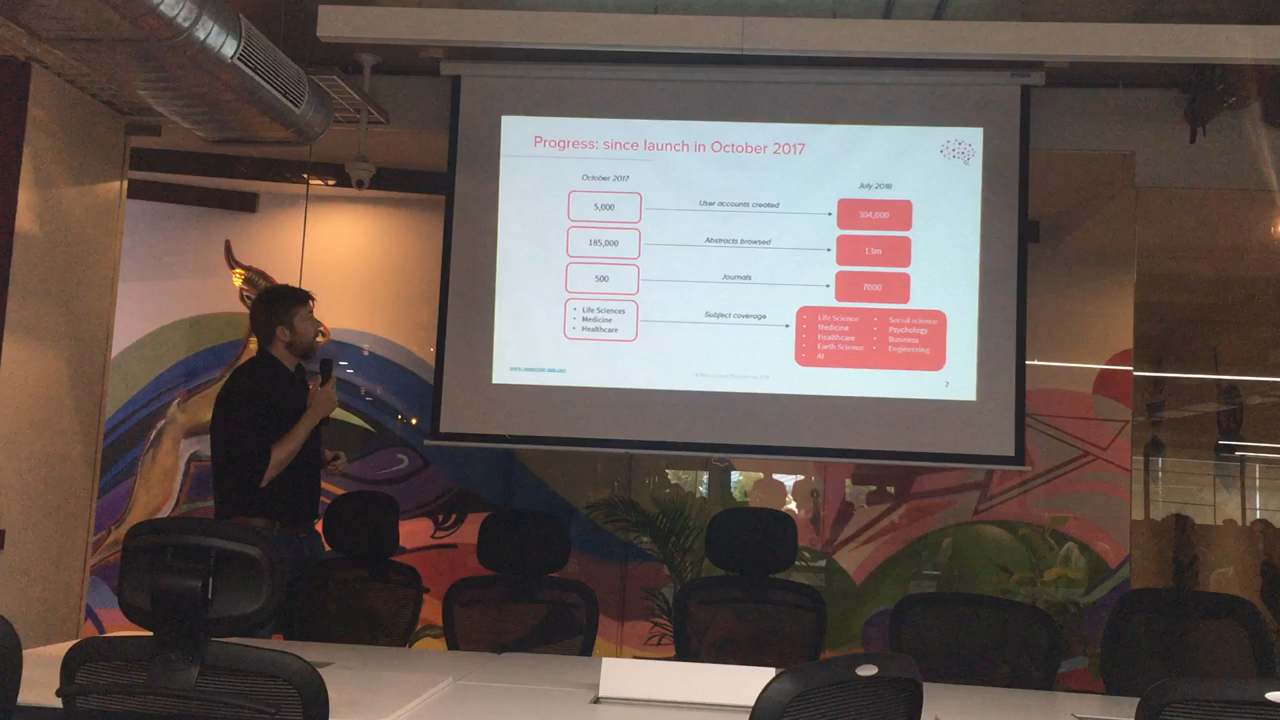 Progress: since launch in October 2017
October 2017
July 2018
5,000
User accounts created
185,000
Abstracts browsed
13m
500
Journals
7000
• Life Sciences
• Medicine
• Healthcare
Subject coverage
• Life Science
• Medicine
• Healthcare
• Earth Science
• AI
• Social science
• Psychology
• Business
• Engineering
7